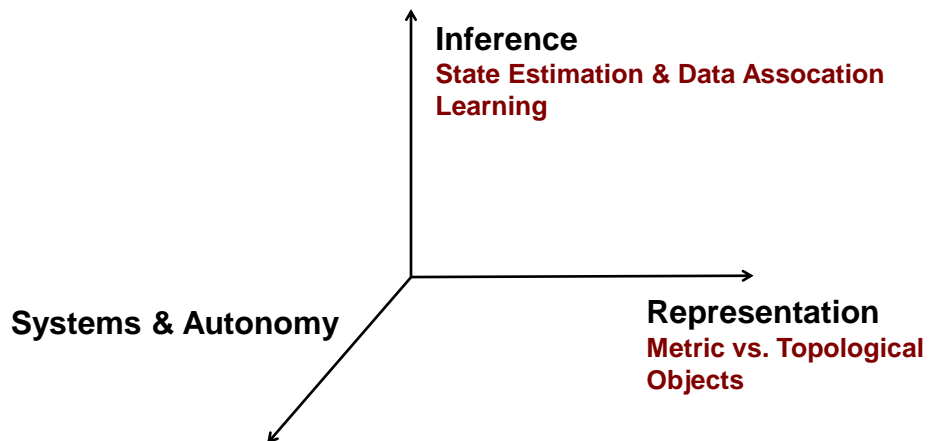 Inference
State Estimation & Data Assocation
Learning
Systems & Autonomy
Representation
Metric vs. Topological
Objects